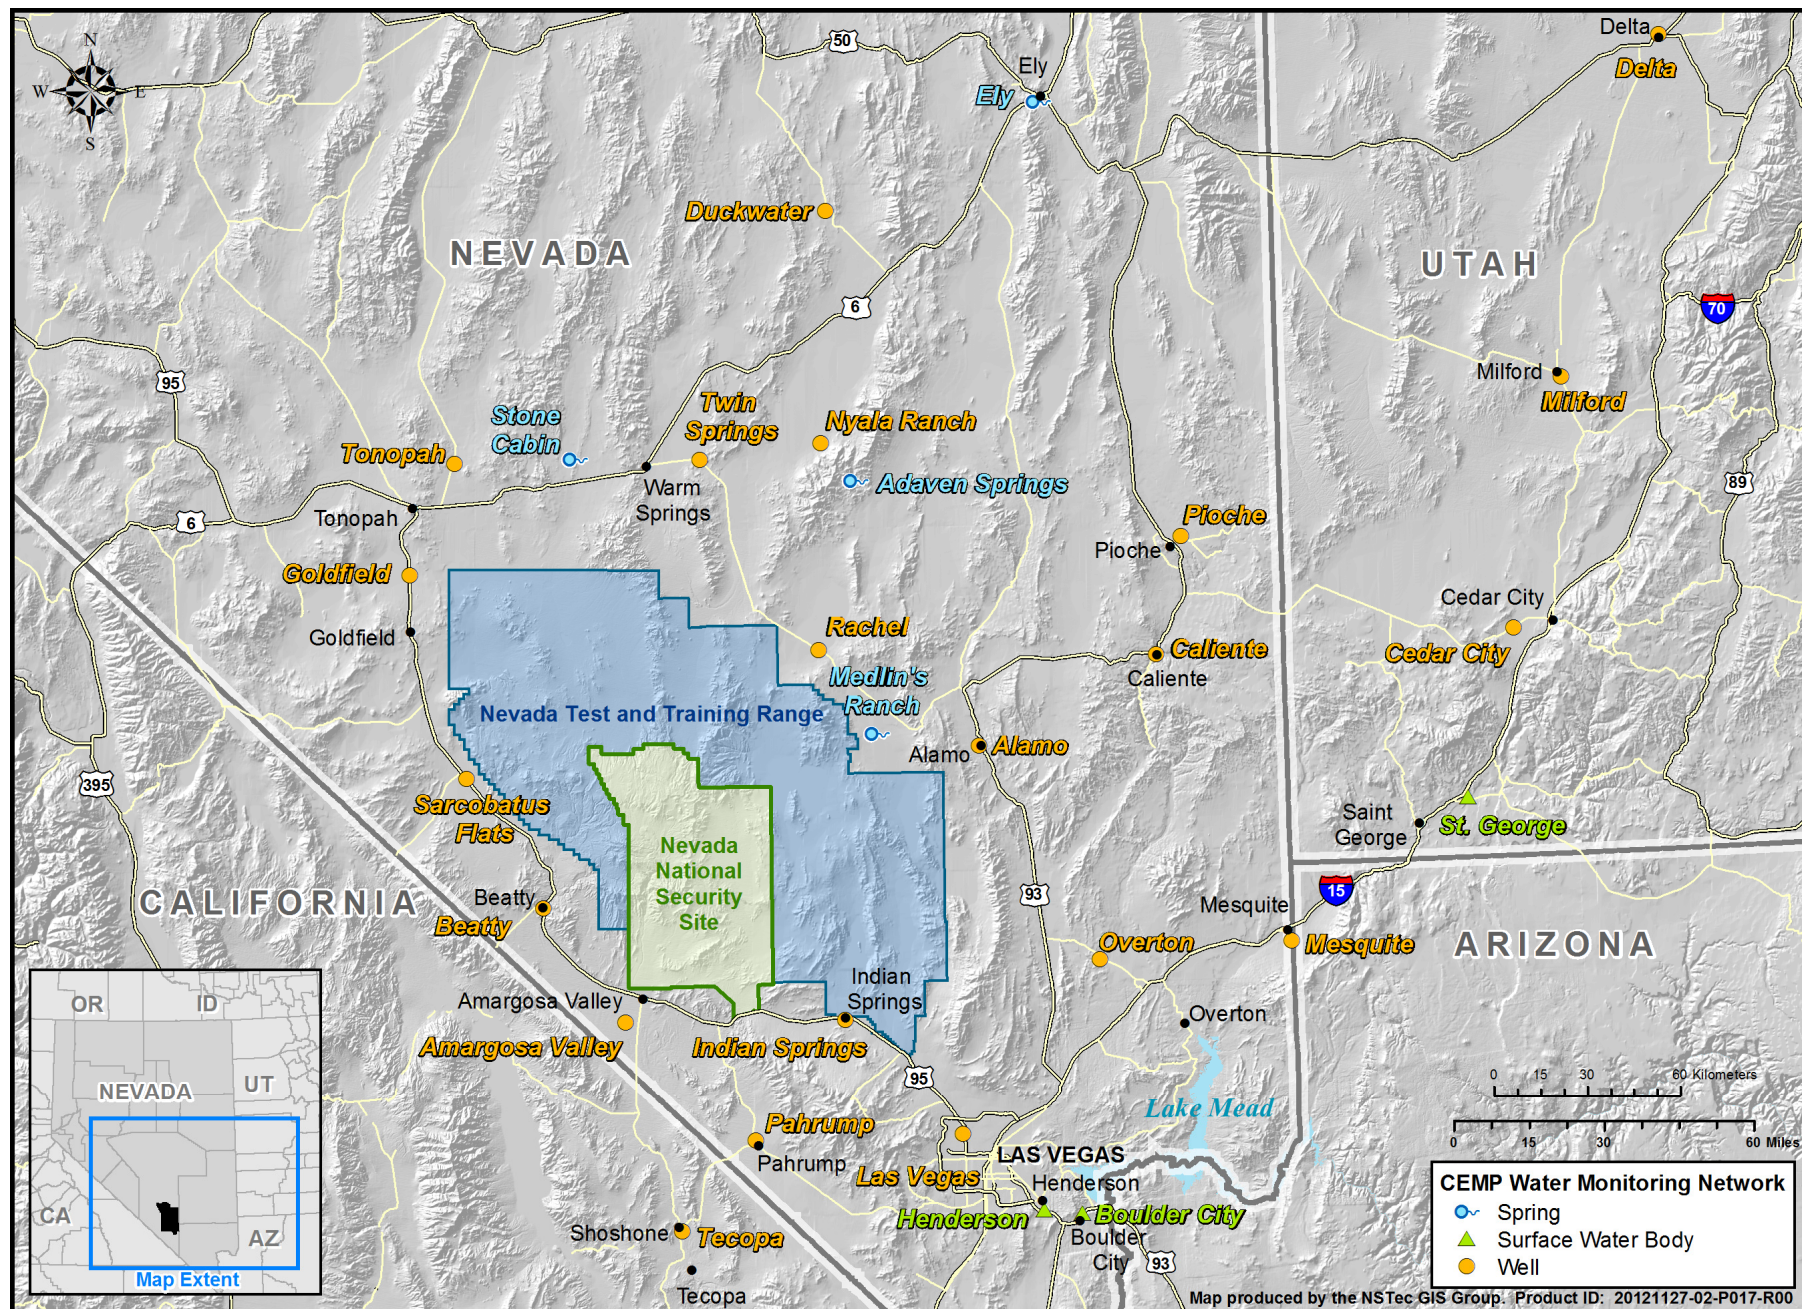 N
W
E
S
50
Ely
Ely
Delta
Delta
Duckwater
NEVADA
UTAH
6
70
95
Milford
Milford
Stone
Cabin
Twin
Springs
Nyala Ranch
Tonopah
Adaven Springs
Warm
Springs
89
Tonopah
6
Pioche
Pioche
Goldfield
Goldfield
Cedar City
Cedar City
Rachel
Caliente
Caliente
Medlin's
Ranch
Nevada Test and Training Range
Alamo
Alamo
395
Sarcobatus
Flats
Saint
George
St. George
Nevada
National
Security
Site
CALIFORNIA
Beatty
Beatty
93
15
Mesquite
Mesquite
Overton
ARIZONA
Indian
Springs
Amargosa Valley
Amargosa Valley
Indian Springs
Overton
95
Lake Mead
OR
ID
NEVADA
UT
CA
AZ
Map Extent
0 15 30 60 Kilometers
0 15 30 60 Miles
Pahrump
Pahrump
LAS VEGAS
Las Vegas
Henderson
Henderson
Boulder City
Boulder
City
93
Shoshone
Tecopa
Tecopa
CEMP Water Monitoring Network
Spring
Surface Water Body
Well
Map produced by the NSTec GIS Group. Product ID: 20121127-02-P017-R00